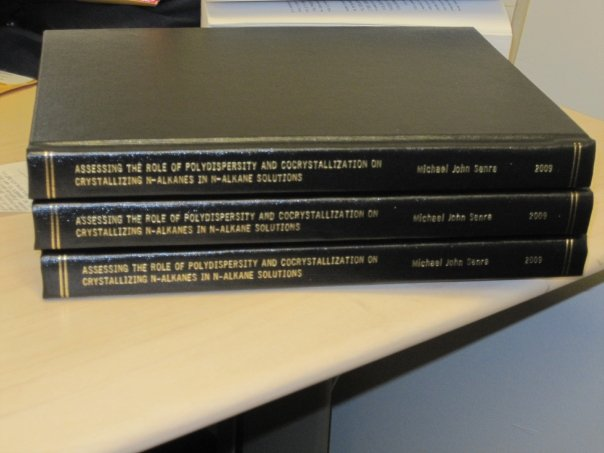 ASSESSING THE ROLE OF POLYDISPERSITY AND COCRYSTALLIZATION ON
CRYSTALLIZING N-ALKANES IN N-ALKANE SOLUTIONS
Michael John Senra
2009
ASSESSING THE ROLE OF POLYDISPERSITY AND COCRYSTALLIZATION ON
CRYSTALLIZING N-ALKANES IN N-ALKANE SOLUTIONS
Michael John Senra
2009
ASSESSING THE ROLE OF POLYDISPERSITY AND COCRYSTALLIZATION ON
CRYSTALLIZING N-ALKANES IN N-ALKANE SOLUTIONS
Michael John Senra
2009